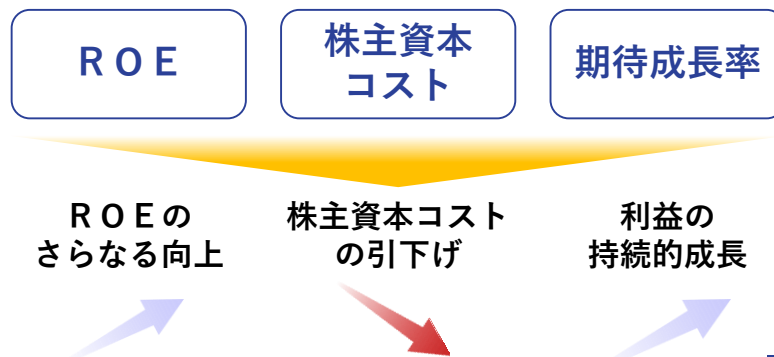 ＲＯＥ
株主資本
コスト
期待成長率
ＲＯＥの
さらなる向上
株主資本コスト
の引下げ
利益の
持続的成長